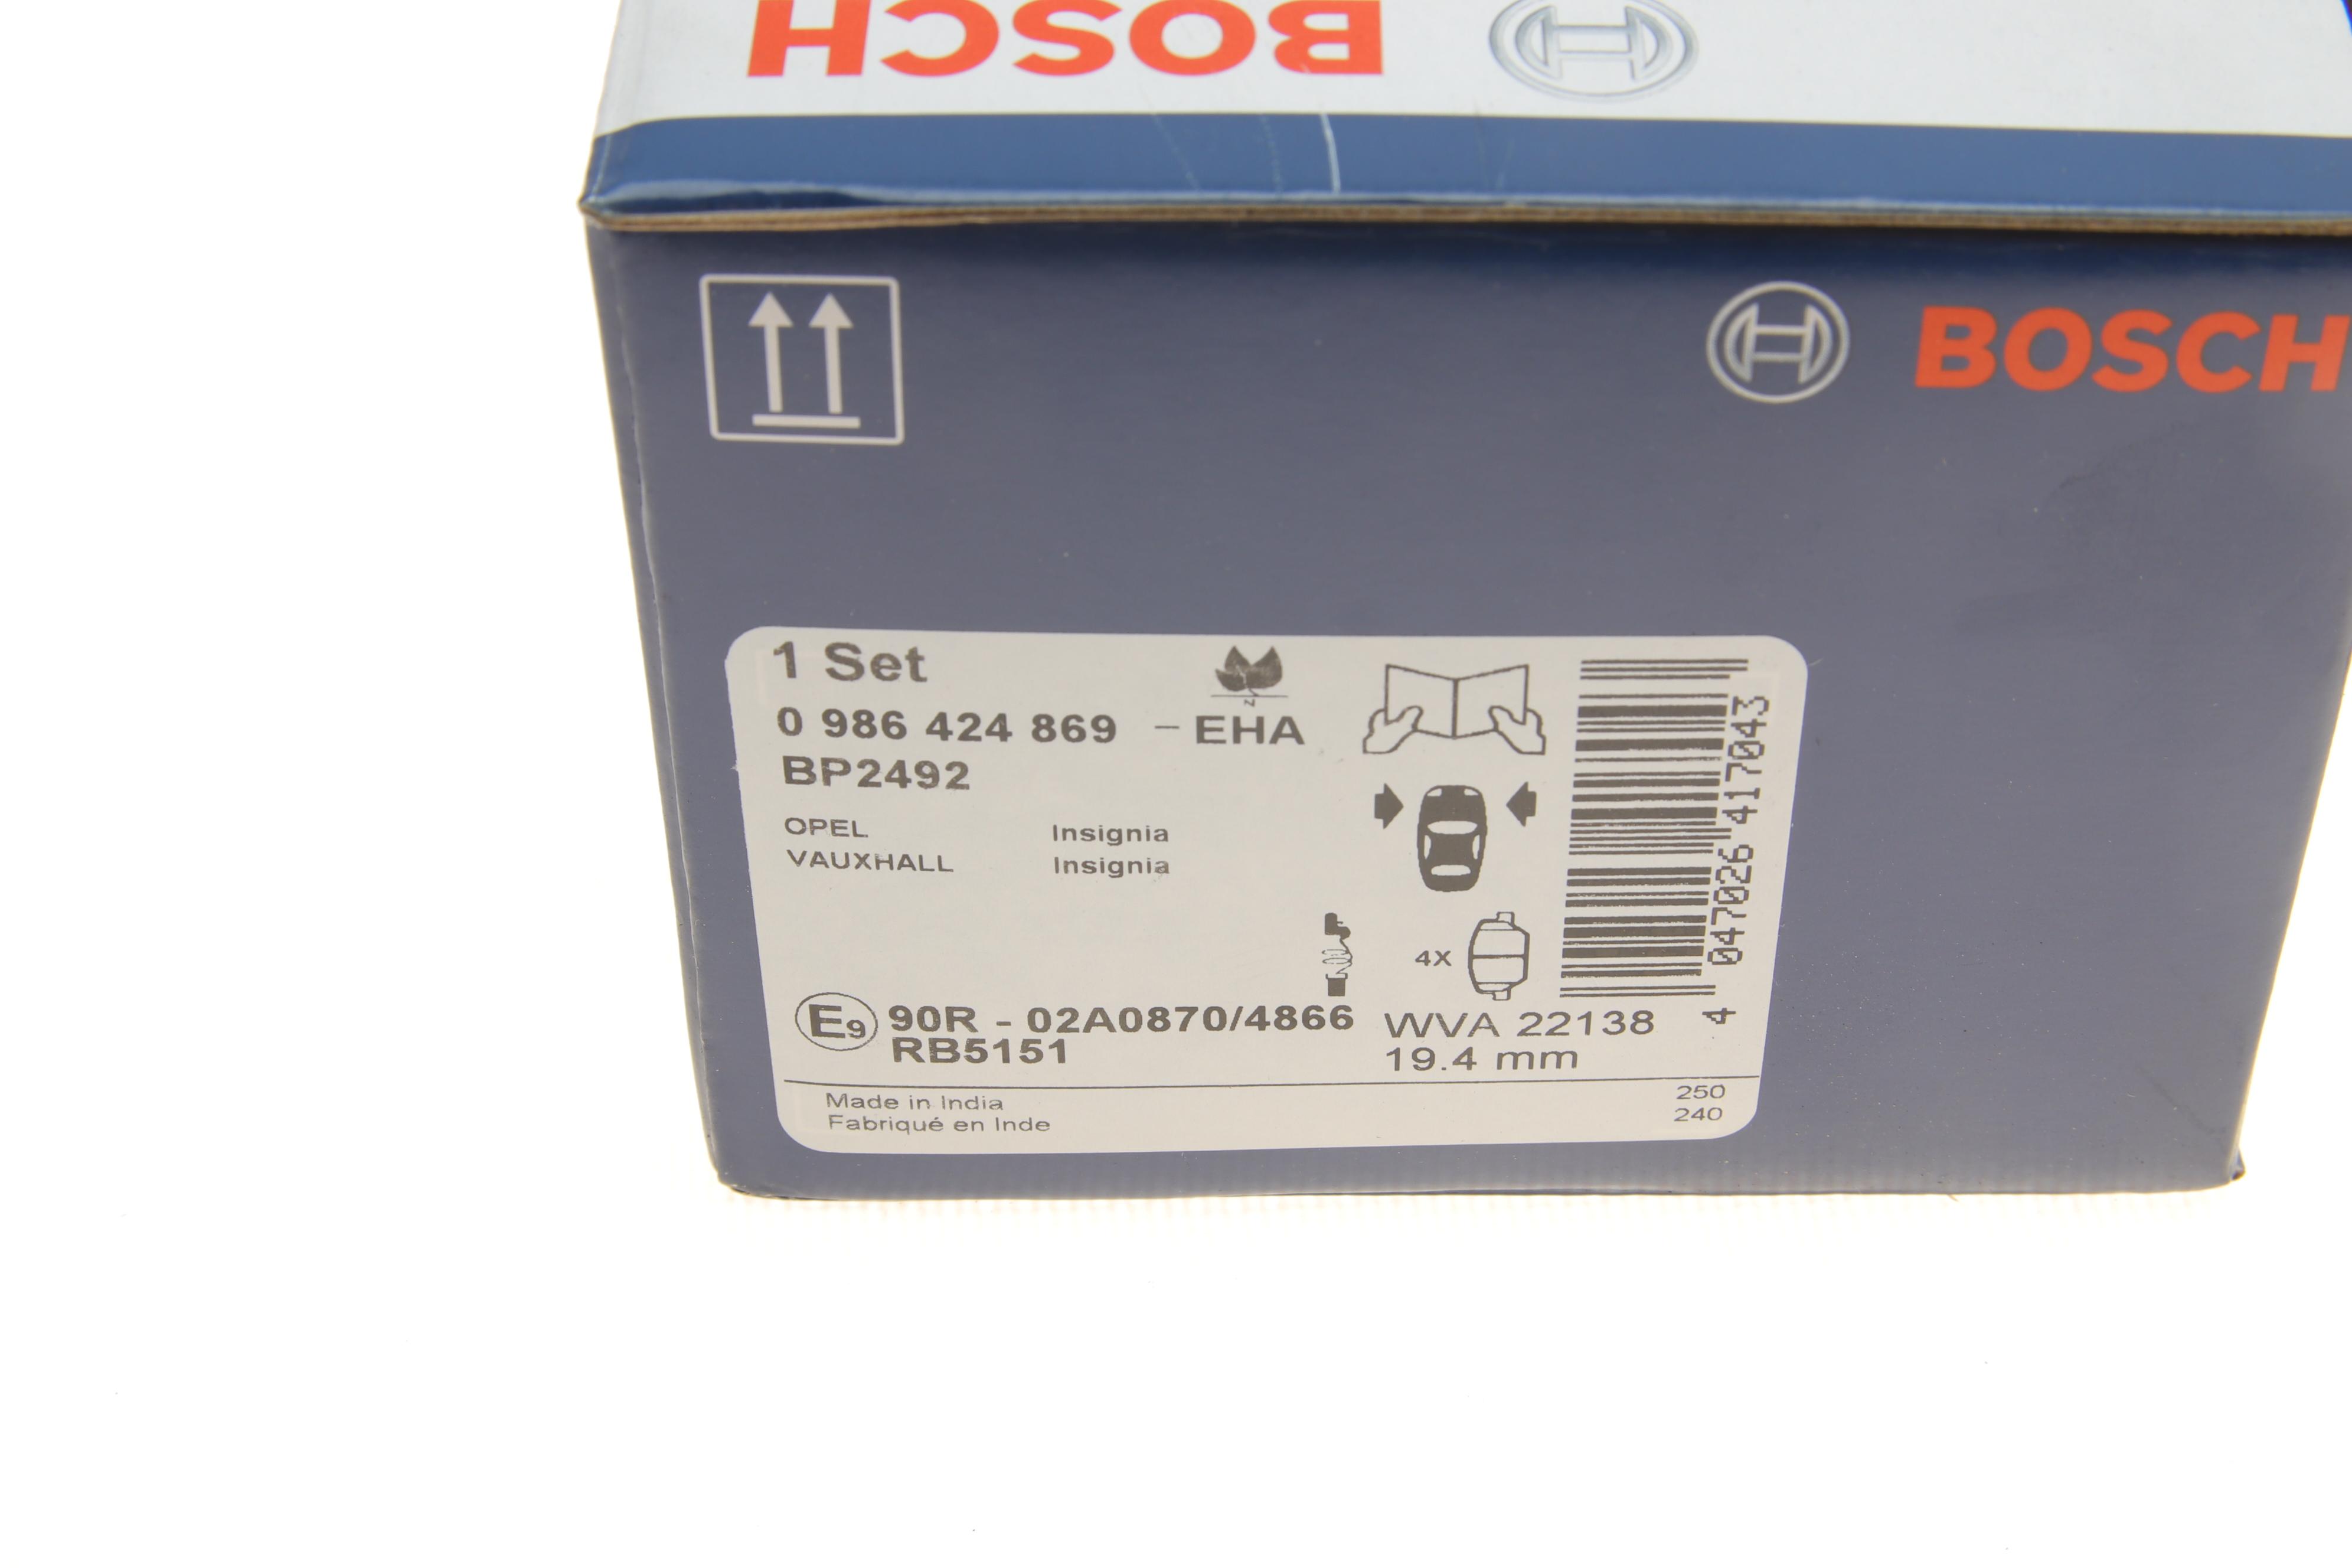 BOSCH
BOSCH
1 Set
0 986 424 869 - EHA
BP2492
OPEL Insignia
VAUXHALL Insignia
4X
4 047026 417043
E9 90R - 02A0870/4866
RB5151
WVA 22138
19.4 mm
Made in India
Fabriqué en Inde
250
240